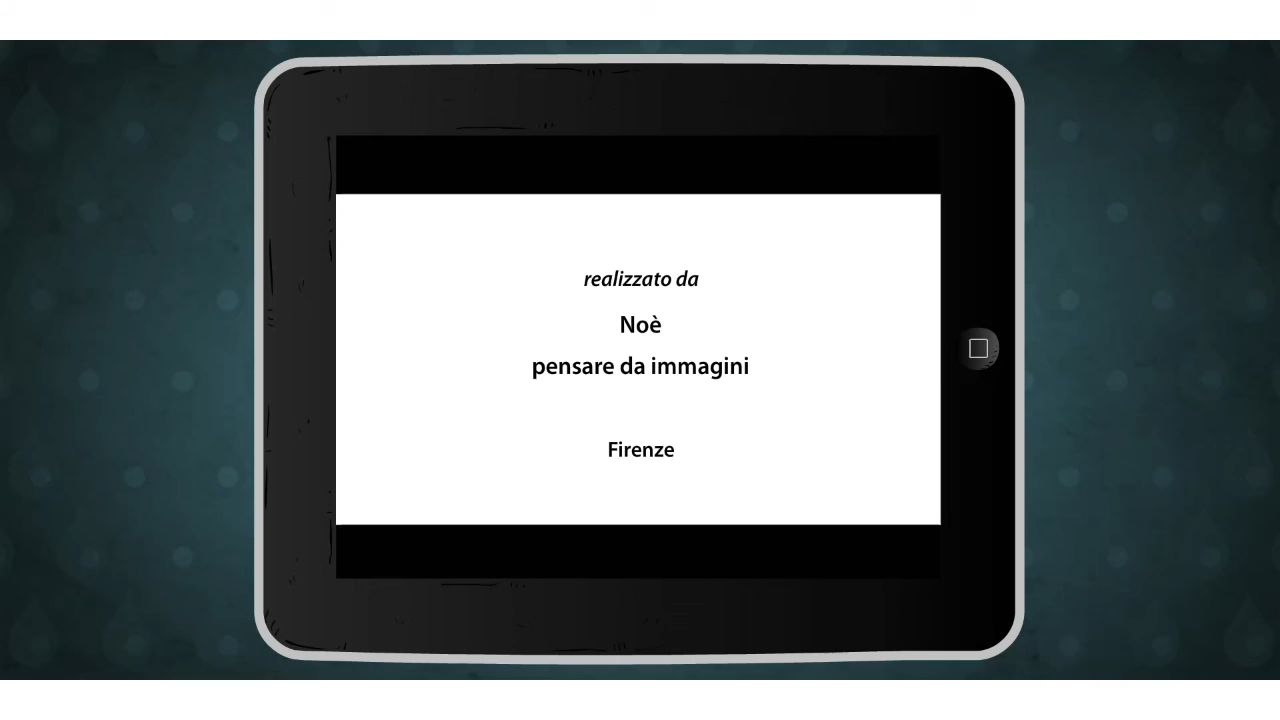 realizzato da
Noè
pensare da immagini
Firenze